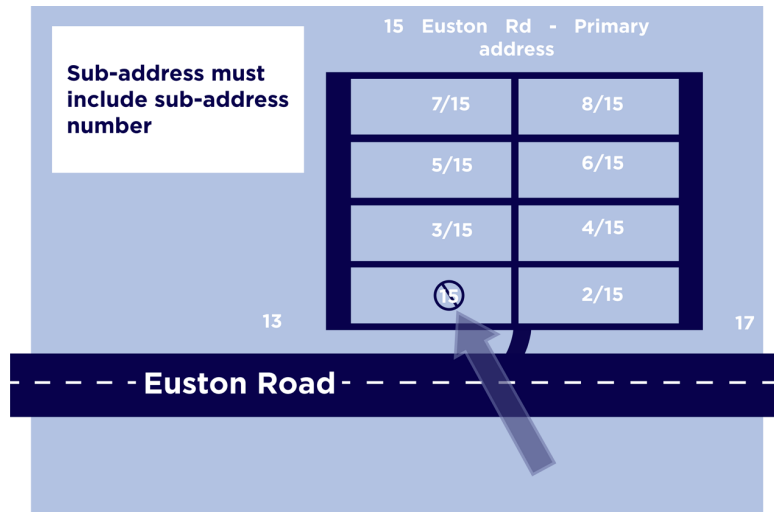 15 Euston Rd - Primary
address
Sub-address must
include sub-address
number
7/15
8/15
5/15
6/15
3/15
4/15
15
2/15
13
17
Euston Road